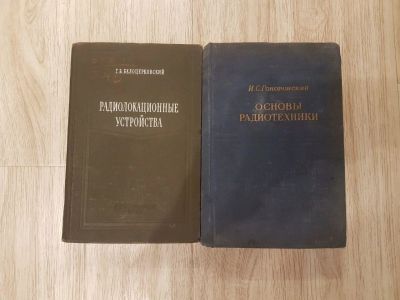 Г. Б. БЕЛОЦЕРКОВСКИЙ
РАДИОЛОКАЦИОННЫЕ
УСТРОЙСТВА
И. С. Гоноровский
ОСНОВЫ
РАДИОТЕХНИКИ